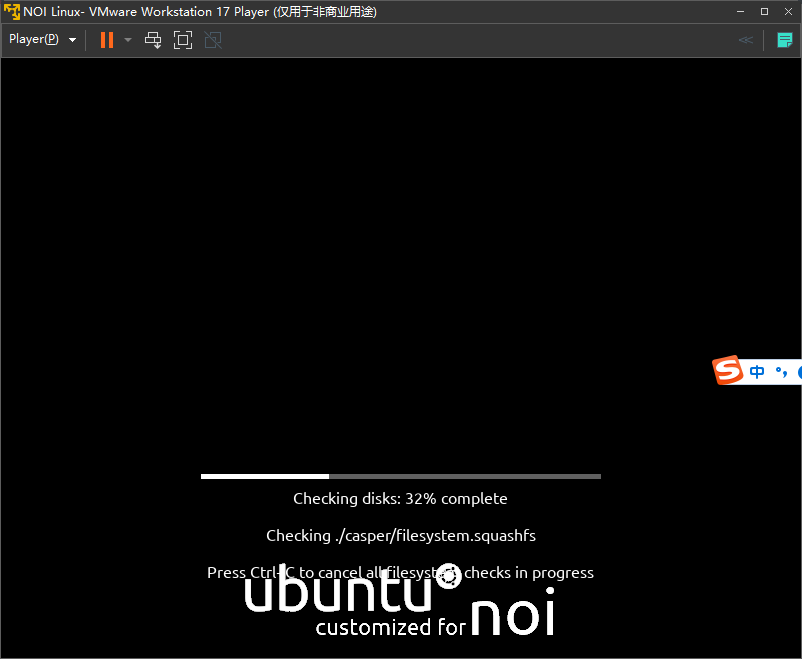 NOI Linux- VMware Workstation 17 Player (仅用于非商业用途)
Player(P)
中 °,
Checking disks: 32% complete
Checking ./casper/filesystem.squashfs
Press Ctrl-C to cancel all filesystem checks in progress
ubuntu
customized for noi